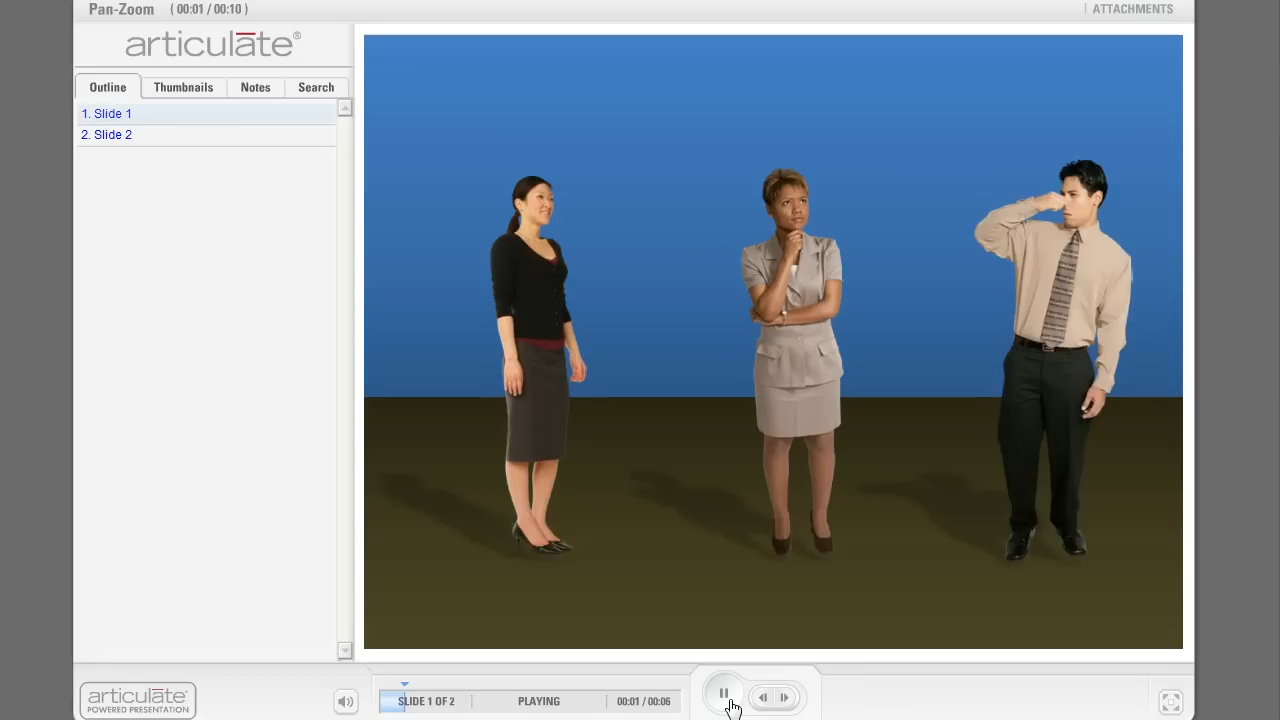 Pan-Zoom ( 00:01 / 00:10 )
ATTACHMENTS
articulate®
Outline Thumbnails Notes Search
1. Slide 1
2. Slide 2
articulate®
POWERED PRESENTATION
SLIDE 1 OF 2 PLAYING 00:01 / 00:06